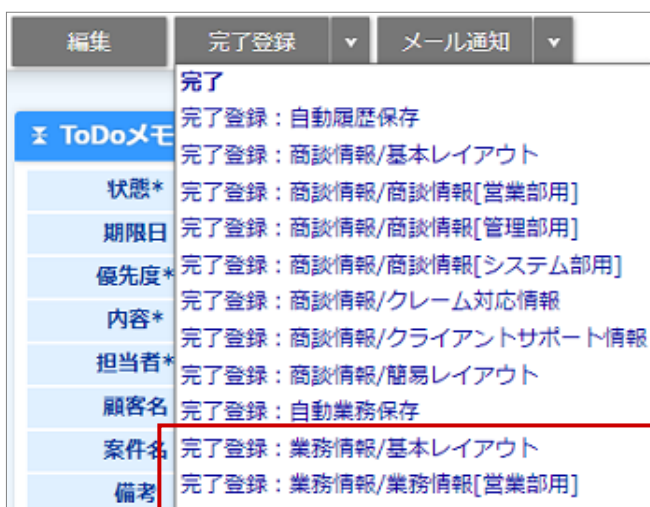 編集
完了登録
メール通知
完了
完了登録：自動履歴保存
ToDoメモ
完了登録：商談情報/基本レイアウト
状態*
完了登録：商談情報/商談情報[営業部用]
期限日
完了登録：商談情報/商談情報[管理部用]
優先度*
完了登録：商談情報/商談情報[システム部用]
内容*
完了登録：商談情報/クレーム対応情報
完了登録：商談情報/クライアントサポート情報
担当者*
完了登録：商談情報/簡易レイアウト
顧客名
完了登録：自動業務保存
案件名
完了登録：業務情報/基本レイアウト
備考
完了登録：業務情報/業務情報[営業部用]